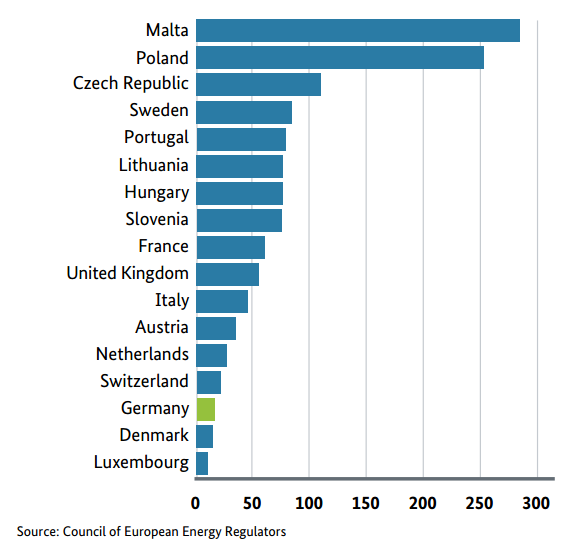 Malta
Poland
Czech Republic
Sweden
Portugal
Lithuania
Hungary
Slovenia
France
United Kingdom
Italy
Austria
Netherlands
Switzerland
Germany
Denmark
Luxembourg
0 50 100 150 200 250 300
Source: Council of European Energy Regulators